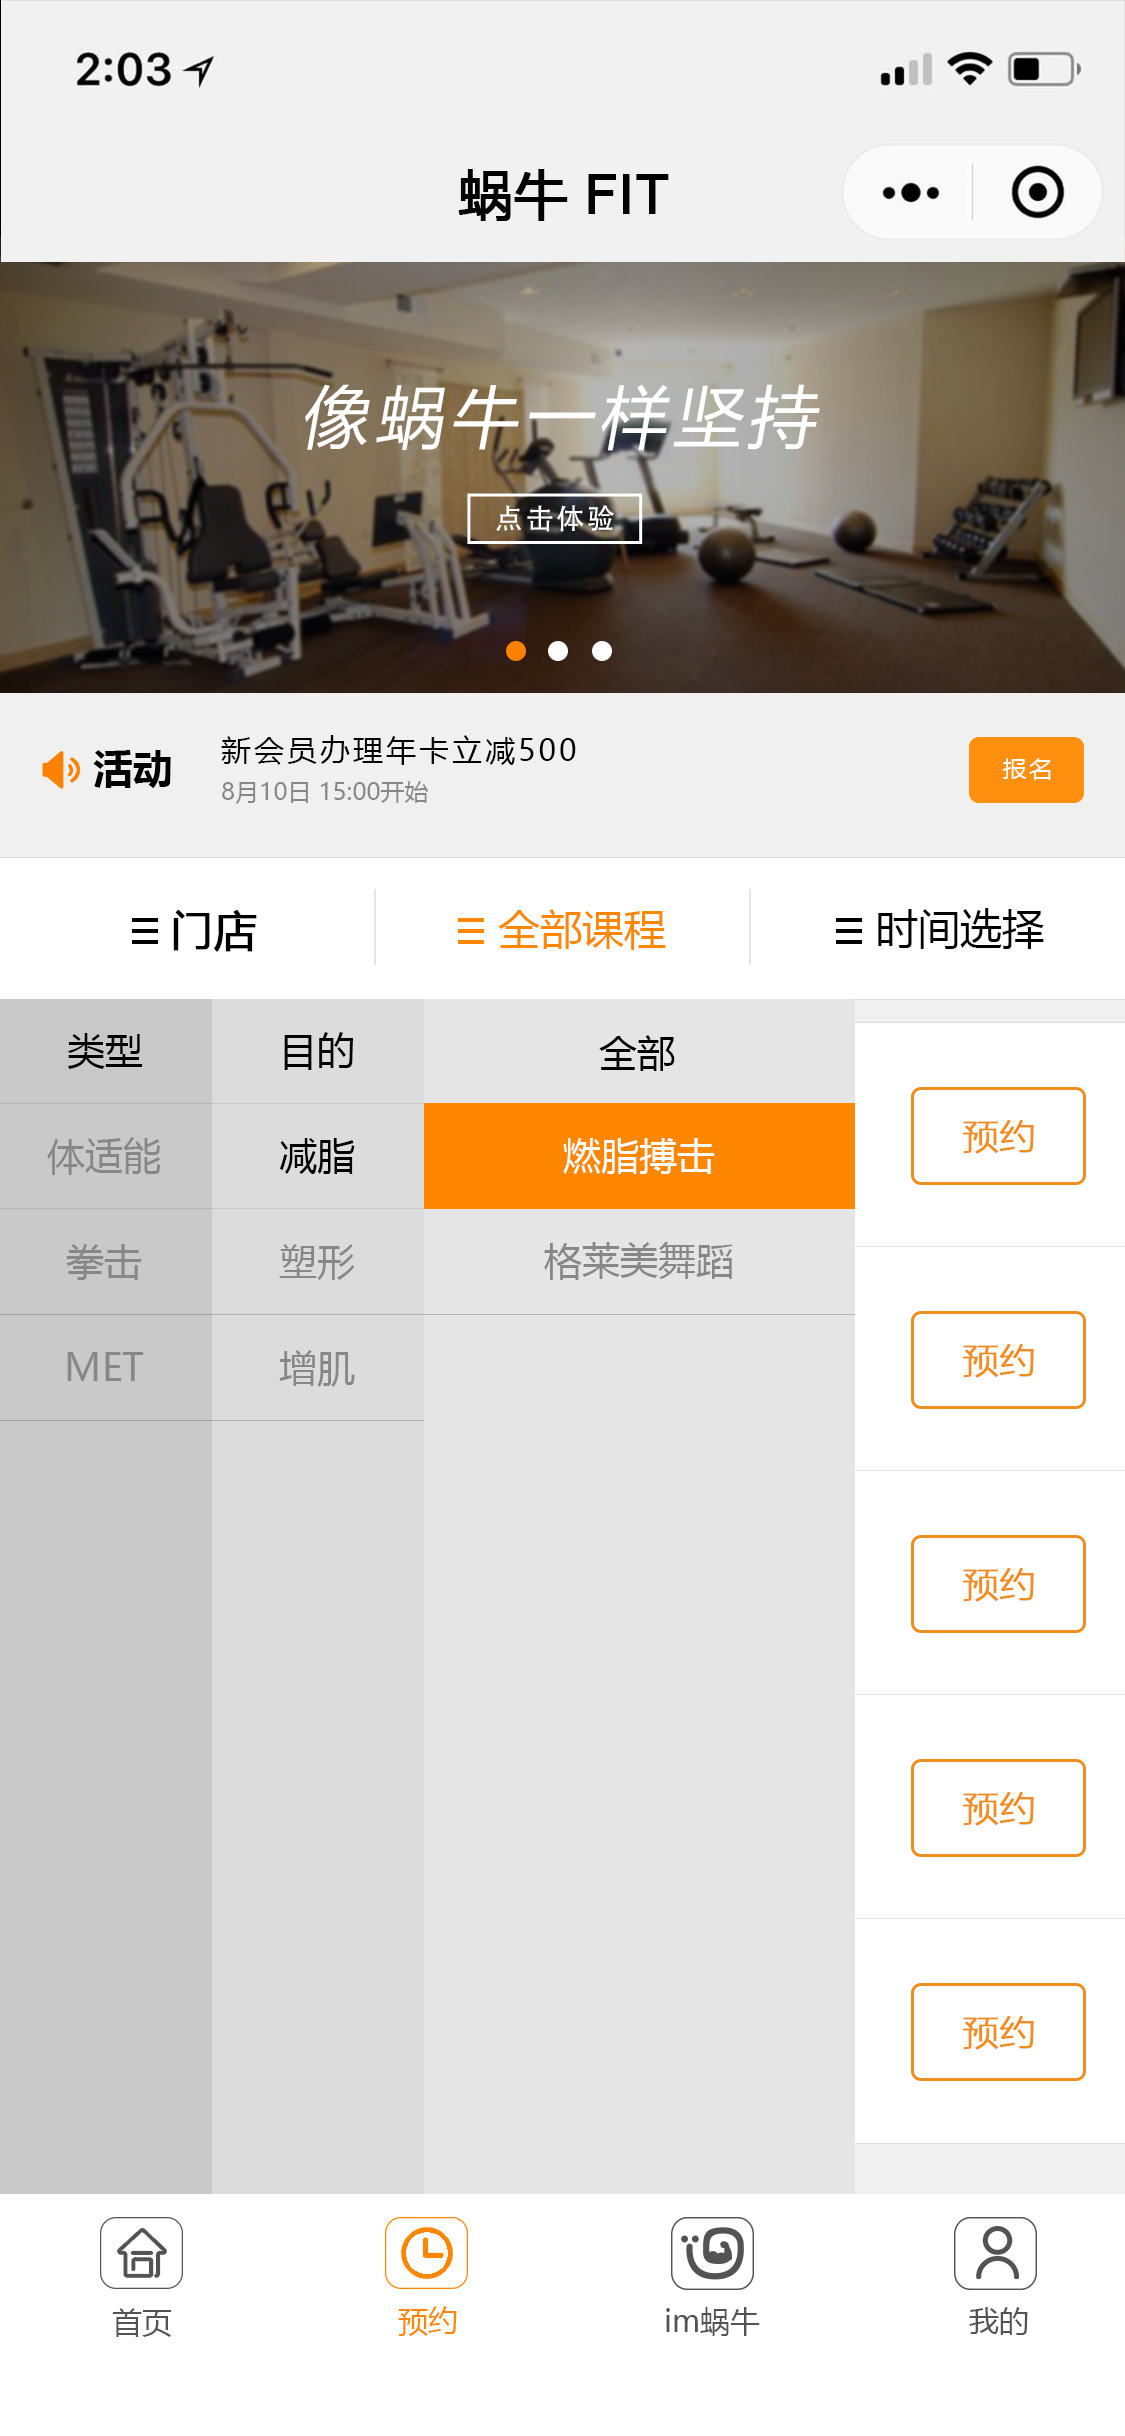 2:03
蜗牛 FIT
像蜗牛一样坚持
点击体验
活动
新会员办理年卡立减500
8月10日 15:00开始
报名
门店
全部课程
时间选择
类型
目的
全部
体适能
减脂
燃脂搏击
预约
拳击
塑形
格莱美舞蹈
MET
增肌
预约
预约
预约
预约
首页
预约
im蜗牛
我的